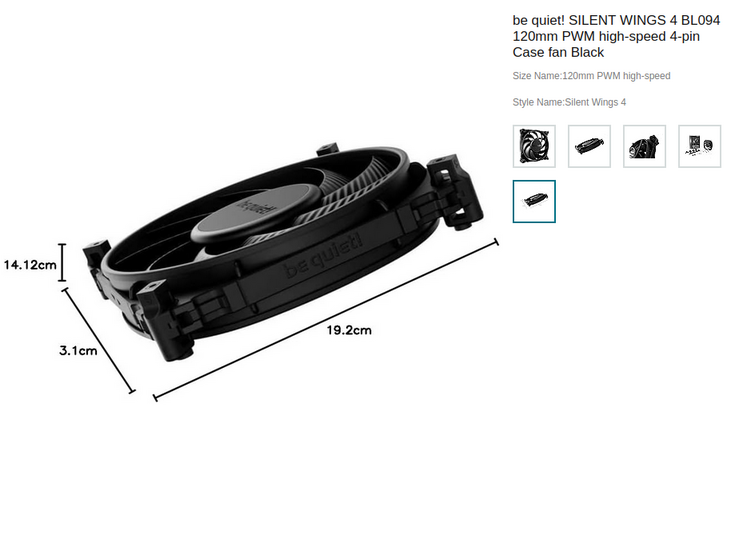 be quiet! SILENT WINGS 4 BL094
120mm PWM high-speed 4-pin
Case fan Black
Size Name:120mm PWM high-speed
Style Name:Silent Wings 4
be quiet!
be quiet!
14.12cm
3.1cm
19.2cm